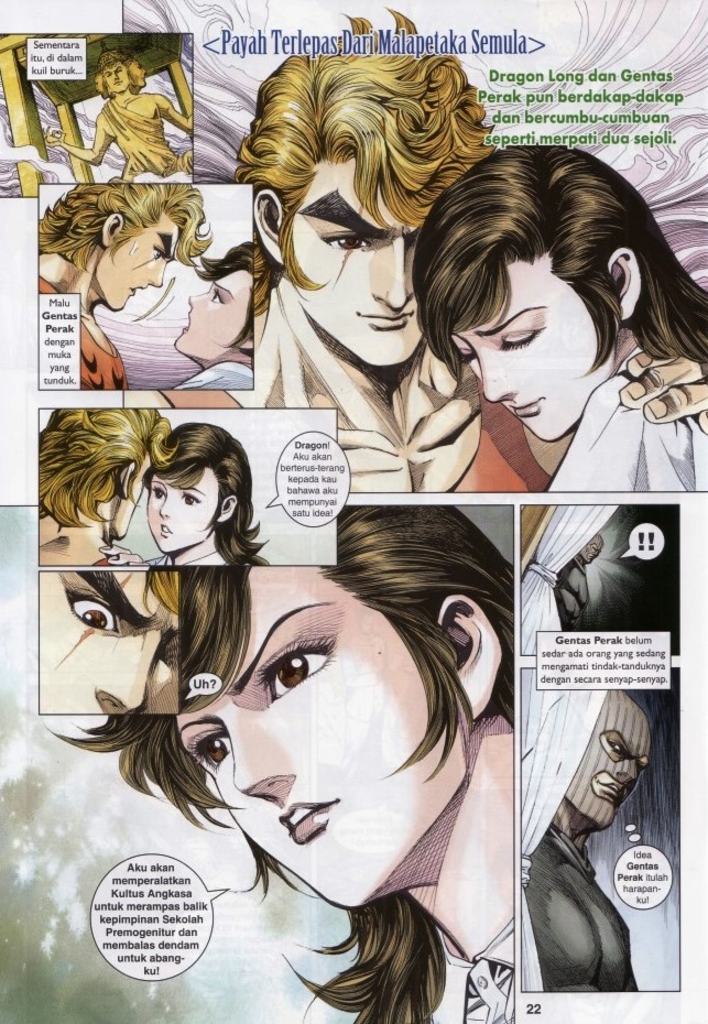 <Payah Terlepas Dari Malapetaka Semula>
Sementara
itu, di dalam
kuil buruk...
Dragon Long dan Gentas
Perak pun berdakap-dakap
dan bercumbu-cumbuan
seperti merpati dua sejoli.
Malu
Gentas
Perak
dengan
muka
yang
tunduk.
Dragon!
Aku akan
berterus-terang
kepada kau
bahawa aku
mempunyai
satu idea!
Uh?
Aku akan
memperalatkan
Kultus Angkasa
untuk merampas balik
kepimpinan Sekolah
Premogenitur dan
membalas dendam
untuk abang-
ku!
!!
Gentas Perak belum
sedar ada orang yang sedang
mengamati tindak-tanduknya
dengan secara senyap-senyap.
Idea
Gentas
Perak itulah
harapan-
ku!
22